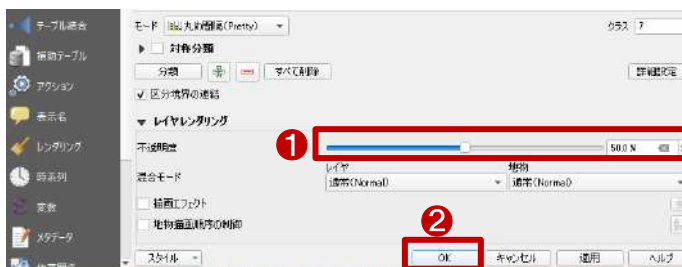 テーブル結合
モード 丸め間隔(Pretty) クラス 7
対称分類
補助テーブル
分類 すべて削除 詳細設定
アクション
✓ 区分境界の連結
表示名
▼ レイヤレンダリング
レンダリング
不透明度 1 50.0 %
レイヤ 地物
時系列
混合モード 通常(Normal) 通常(Normal)
変数
描画エフェクト
地物描画順序の制御 2
メタデータ
スタイル OK キャンセル 適用 ヘルプ